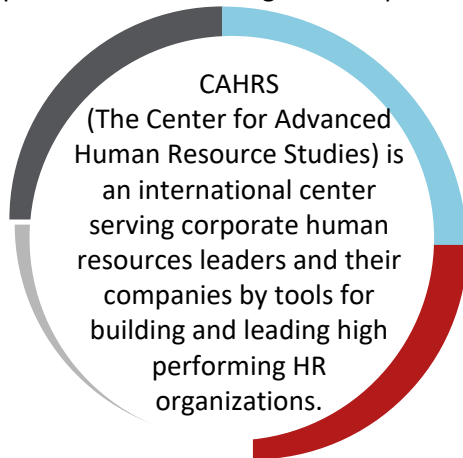 CAHRS
(The Center for Advanced
Human Resource Studies) is
an international center
serving corporate human
resources leaders and their
companies by tools for
building and leading high
performing HR
organizations.